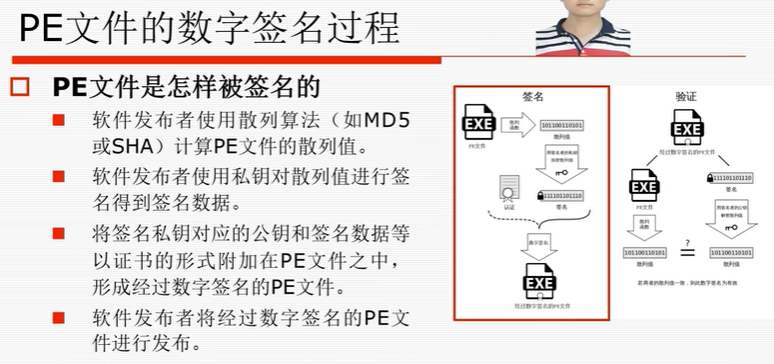 PE文件的数字签名过程
PE文件是怎样被签名的
软件发布者使用散列算法（如MD5
或SHA）计算PE文件的散列值。
软件发布者使用私钥对散列值进行签
名得到签名数据。
将签名私钥对应的公钥和签名数据等
以证书的形式附加在PE文件之中，
形成经过数字签名的PE文件。
软件发布者将经过数字签名的PE文
件进行发布。
签名
EXE
PE文件
散列
函数
101100110101
散列值
用签名者的私钥
加密散列值
认证
111101101110
签名
数字签名
EXE
经过数字签名的PE文件
验证
EXE
经过数字签名的PE文件
EXE
PE文件
111101101110
签名
散列
函数
用签名者的公钥
解密散列值
?
=
101100110101
散列值
101100110101
散列值
若两者的散列值一致，则此数字签名为有效